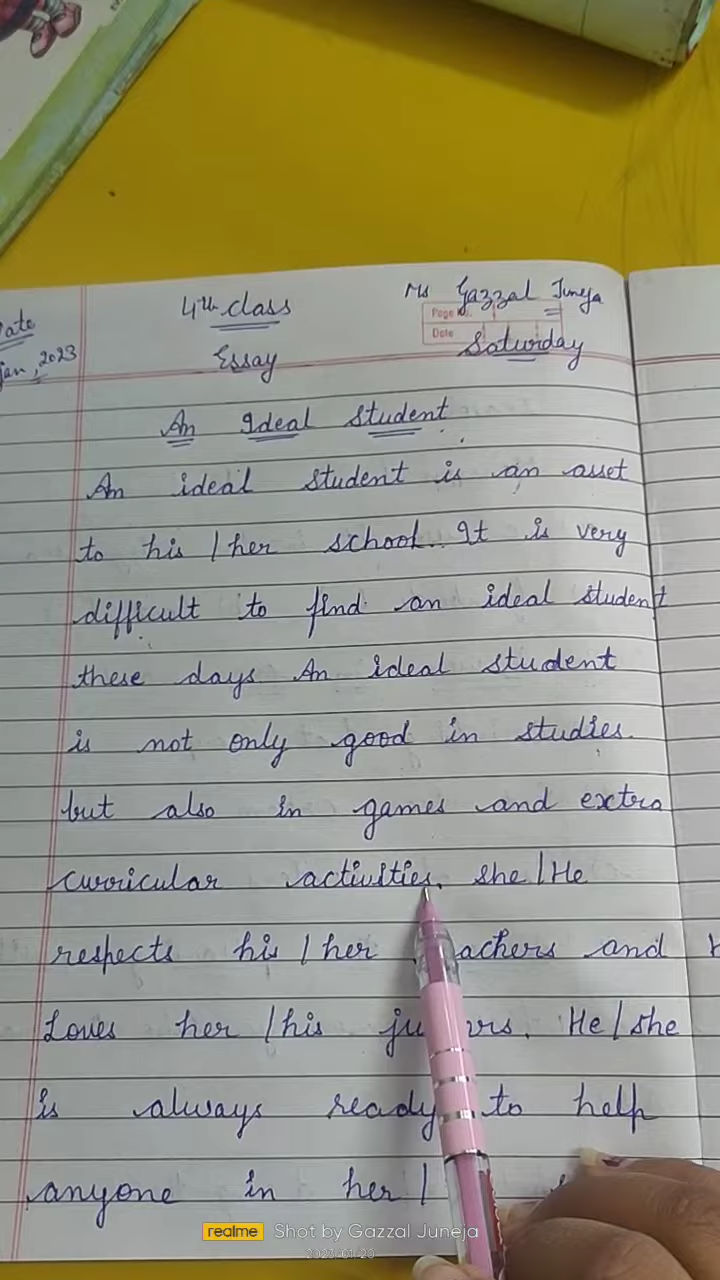 4th class
Ms Gazzal Juneja
Page No.
Date
Saturday
jan, 2023
Essay
An Ideal Student
An ideal student is an asset
to his / her school. It is very
difficult to find an ideal student
these days An ideal student
is not only good in studies.
but also in games and extra
curricular activities. she / He
respects his / her and
Loves her / his He / she
is always ready to help
anyone in her /
realme Shot by Gazzal Juneja